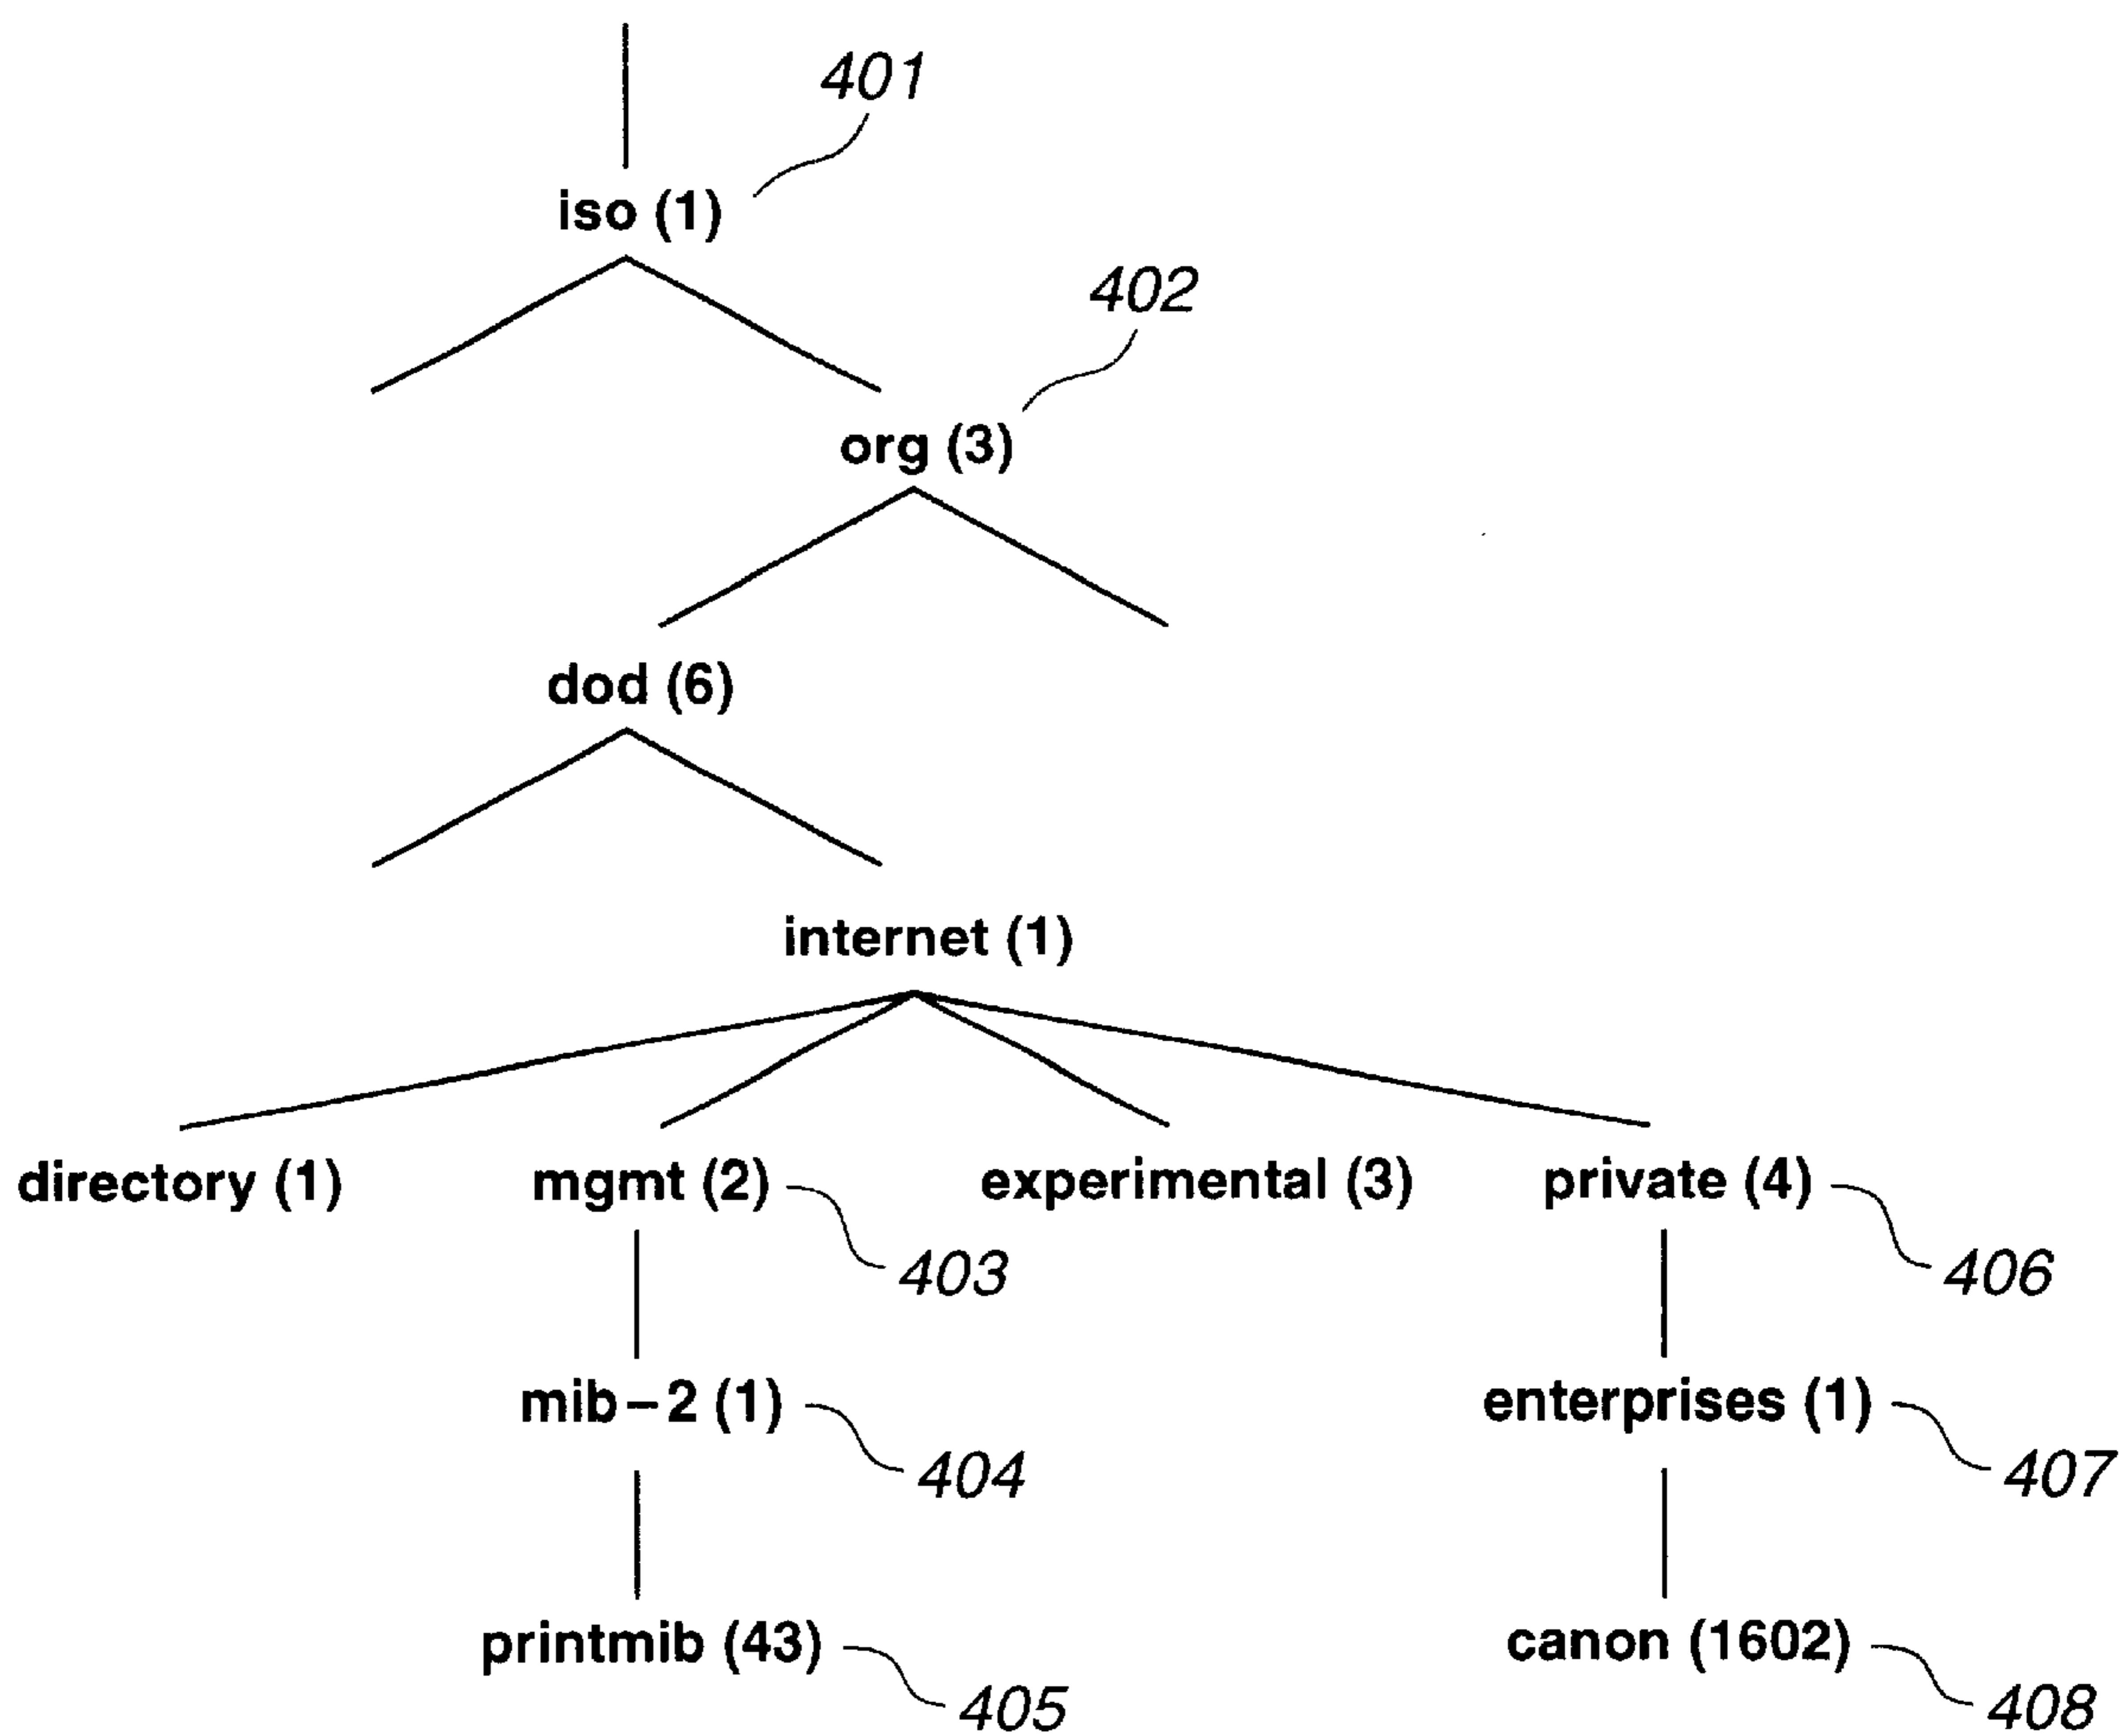 401
iso (1)
402
org (3)
dod (6)
internet (1)
directory (1) mgmt (2) experimental (3) private (4)
403 406
mib–2 (1) enterprises (1)
404 407
printmib (43) canon (1602)
405 408